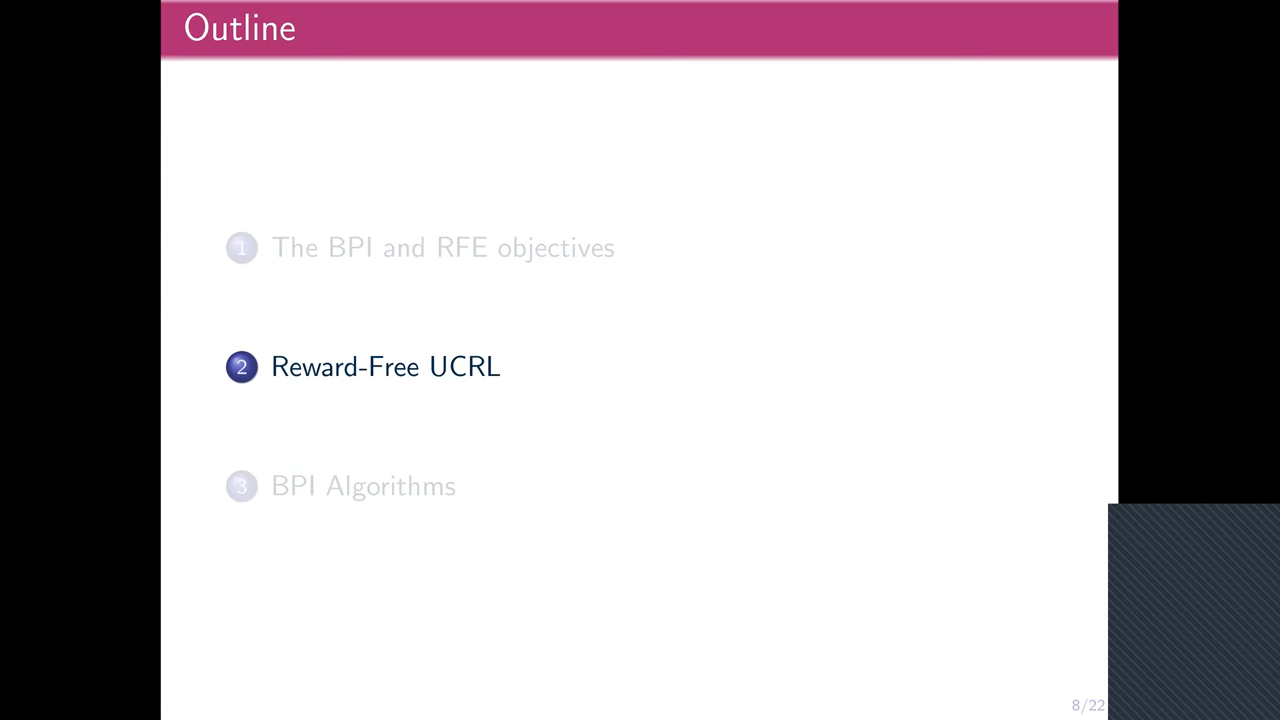 Outline
1 The BPI and RFE objectives
2 Reward-Free UCRL
3 BPI Algorithms
8/22